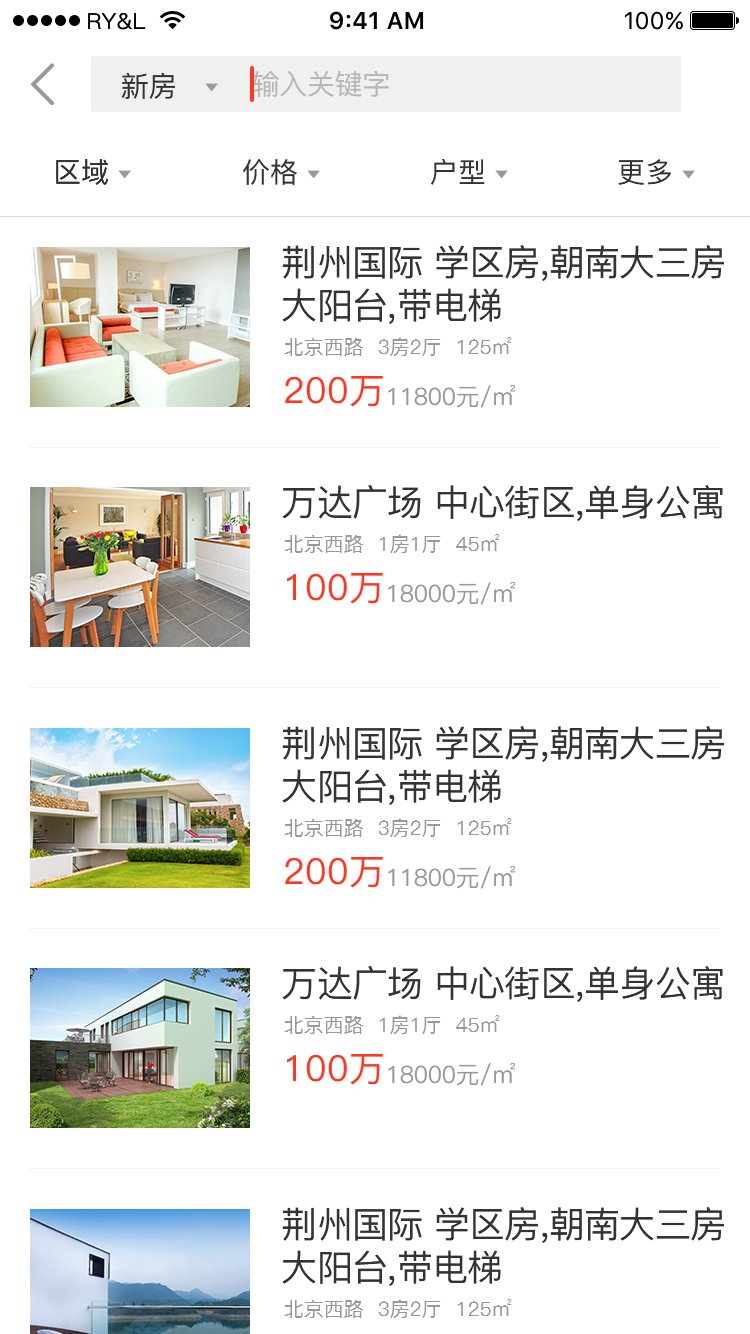 RY&L 9:41 AM 100%
新房 输入关键字
区域 价格 户型 更多
荆州国际 学区房,朝南大三房
大阳台,带电梯
北京西路 3房2厅 125㎡
200万11800元/㎡
万达广场 中心街区,单身公寓
北京西路 1房1厅 45㎡
100万18000元/㎡
荆州国际 学区房,朝南大三房
大阳台,带电梯
北京西路 3房2厅 125㎡
200万11800元/㎡
万达广场 中心街区,单身公寓
北京西路 1房1厅 45㎡
100万18000元/㎡
荆州国际 学区房,朝南大三房
大阳台,带电梯
北京西路 3房2厅 125㎡